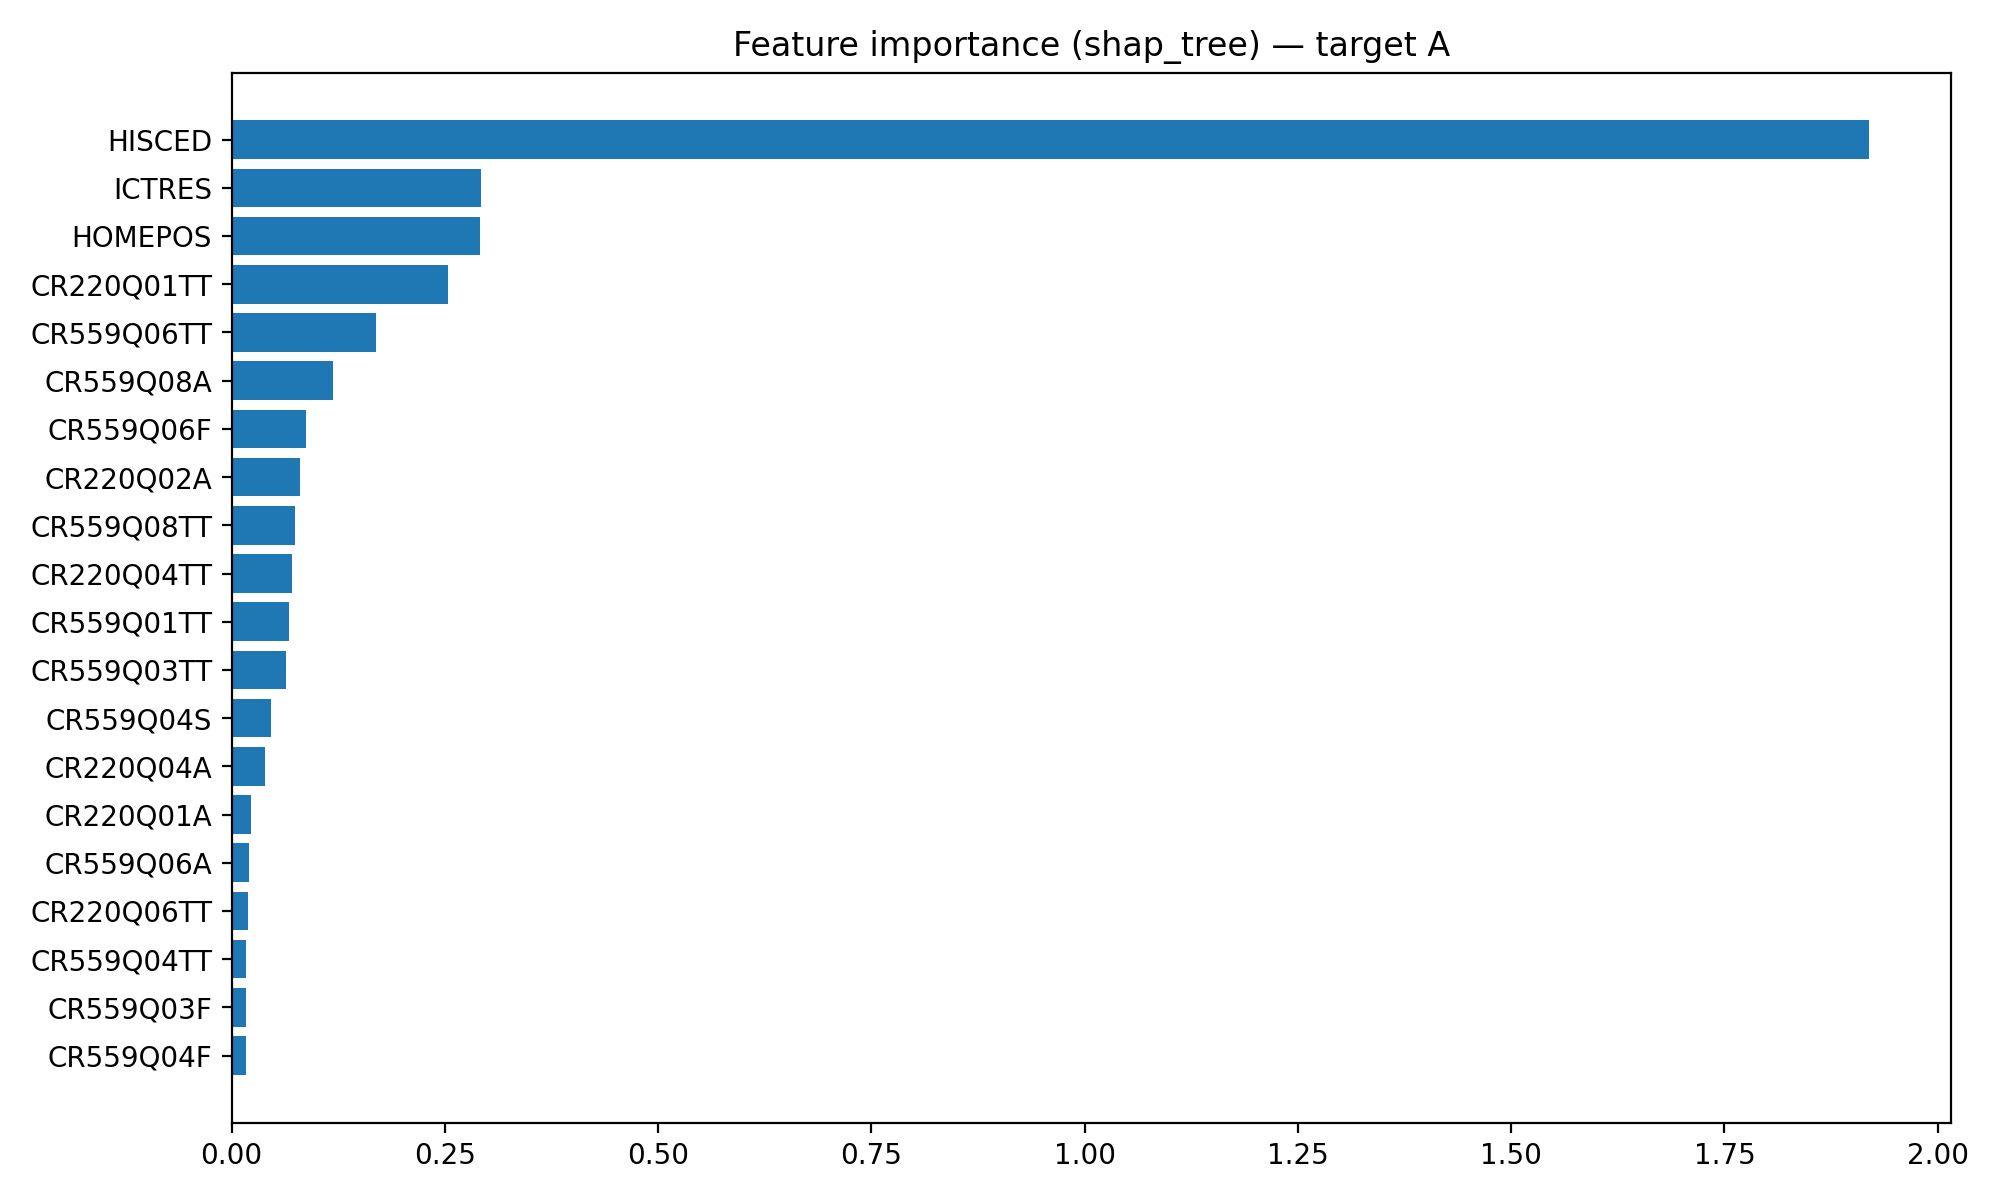 Feature importance (shap_tree) — target A
HISCED
ICTRES
HOMEPOS
CR220Q01TT
CR559Q06TT
CR559Q08A
CR559Q06F
CR220Q02A
CR559Q08TT
CR220Q04TT
CR559Q01TT
CR559Q03TT
CR559Q04S
CR220Q04A
CR220Q01A
CR559Q06A
CR220Q06TT
CR559Q04TT
CR559Q03F
CR559Q04F
0.00 0.25 0.50 0.75 1.00 1.25 1.50 1.75 2.00